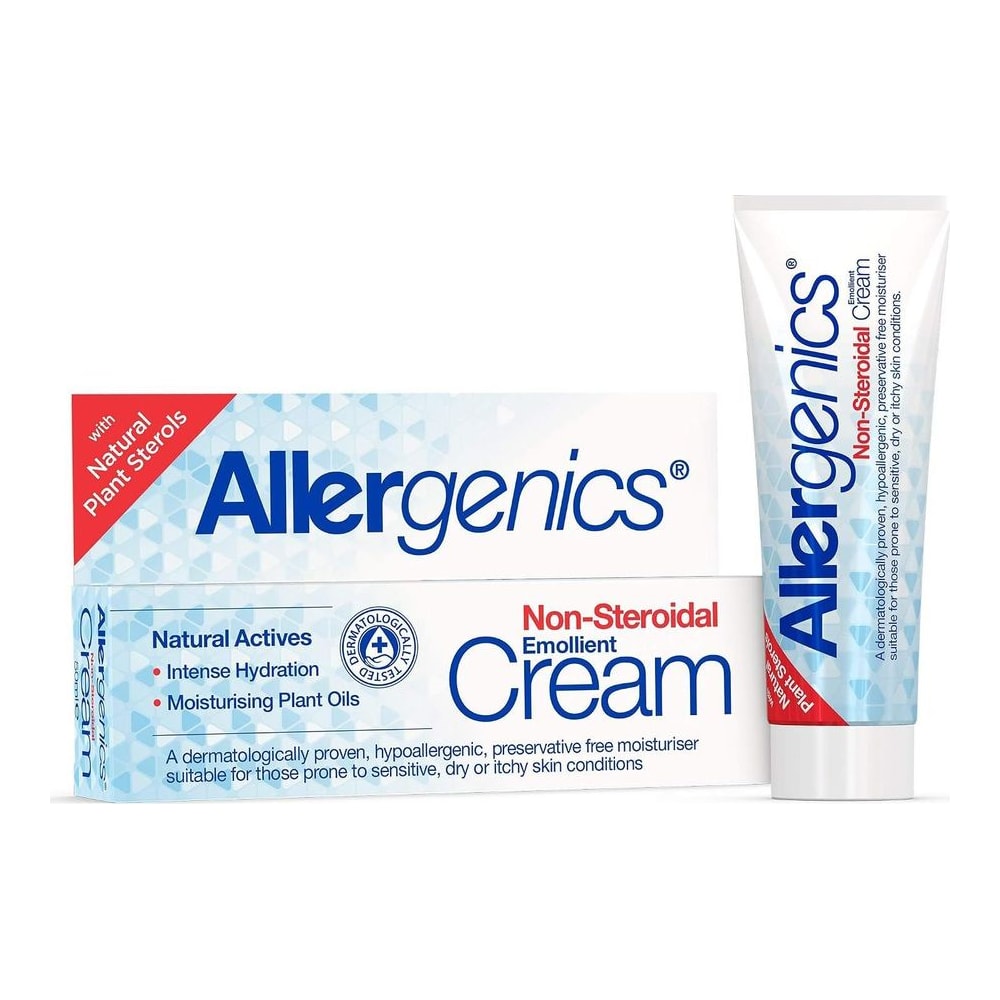 with
Natural
Plant Sterols
Allergenics®
Natural Actives
• Intense Hydration
• Moisturising Plant Oils
DERMATOLOGICALLY TESTED
Non-Steroidal
Emollient
Cream
A dermatologically proven, hypoallergenic, preservative free moisturiser
suitable for those prone to sensitive, dry or itchy skin conditions
Allergenics®
Non-Steroidal
Cream
with
Natural
Plant Sterols
Allergenics®
Non-Steroidal Emollient Cream
A dermatologically proven, hypoallergenic, preservative free moisturiser
suitable for those prone to sensitive, dry or itchy skin conditions.